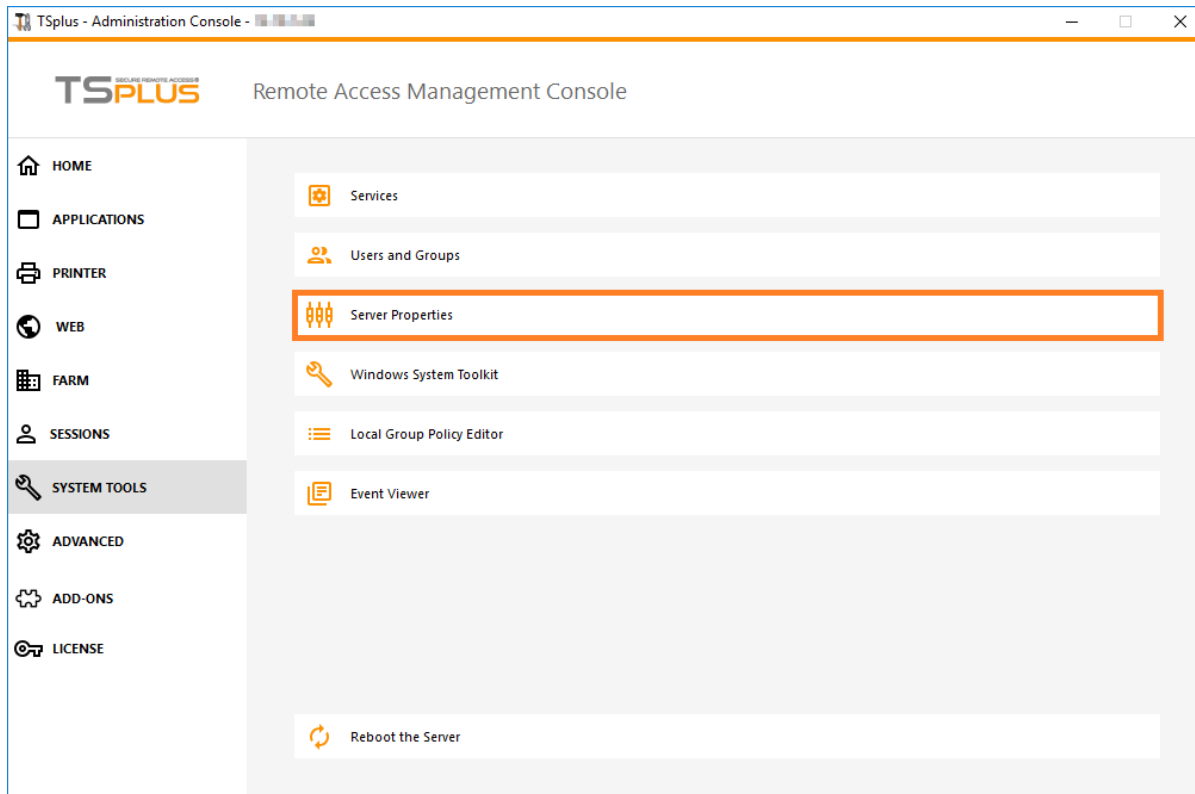 TSplus - Administration Console -
TSPLUS SECURE REMOTE ACCESS
Remote Access Management Console
HOME
APPLICATIONS
PRINTER
WEB
FARM
SESSIONS
SYSTEM TOOLS
ADVANCED
ADD-ONS
LICENSE
Services
Users and Groups
Server Properties
Windows System Toolkit
Local Group Policy Editor
Event Viewer
Reboot the Server